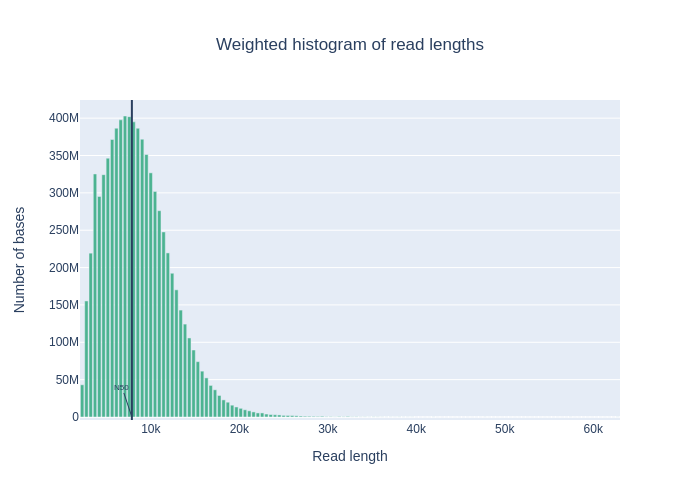 Weighted histogram of read lengths
Number of bases
400M
350M
300M
250M
200M
150M
100M
50M
0
N50
10k
20k
30k
40k
50k
60k
Read length